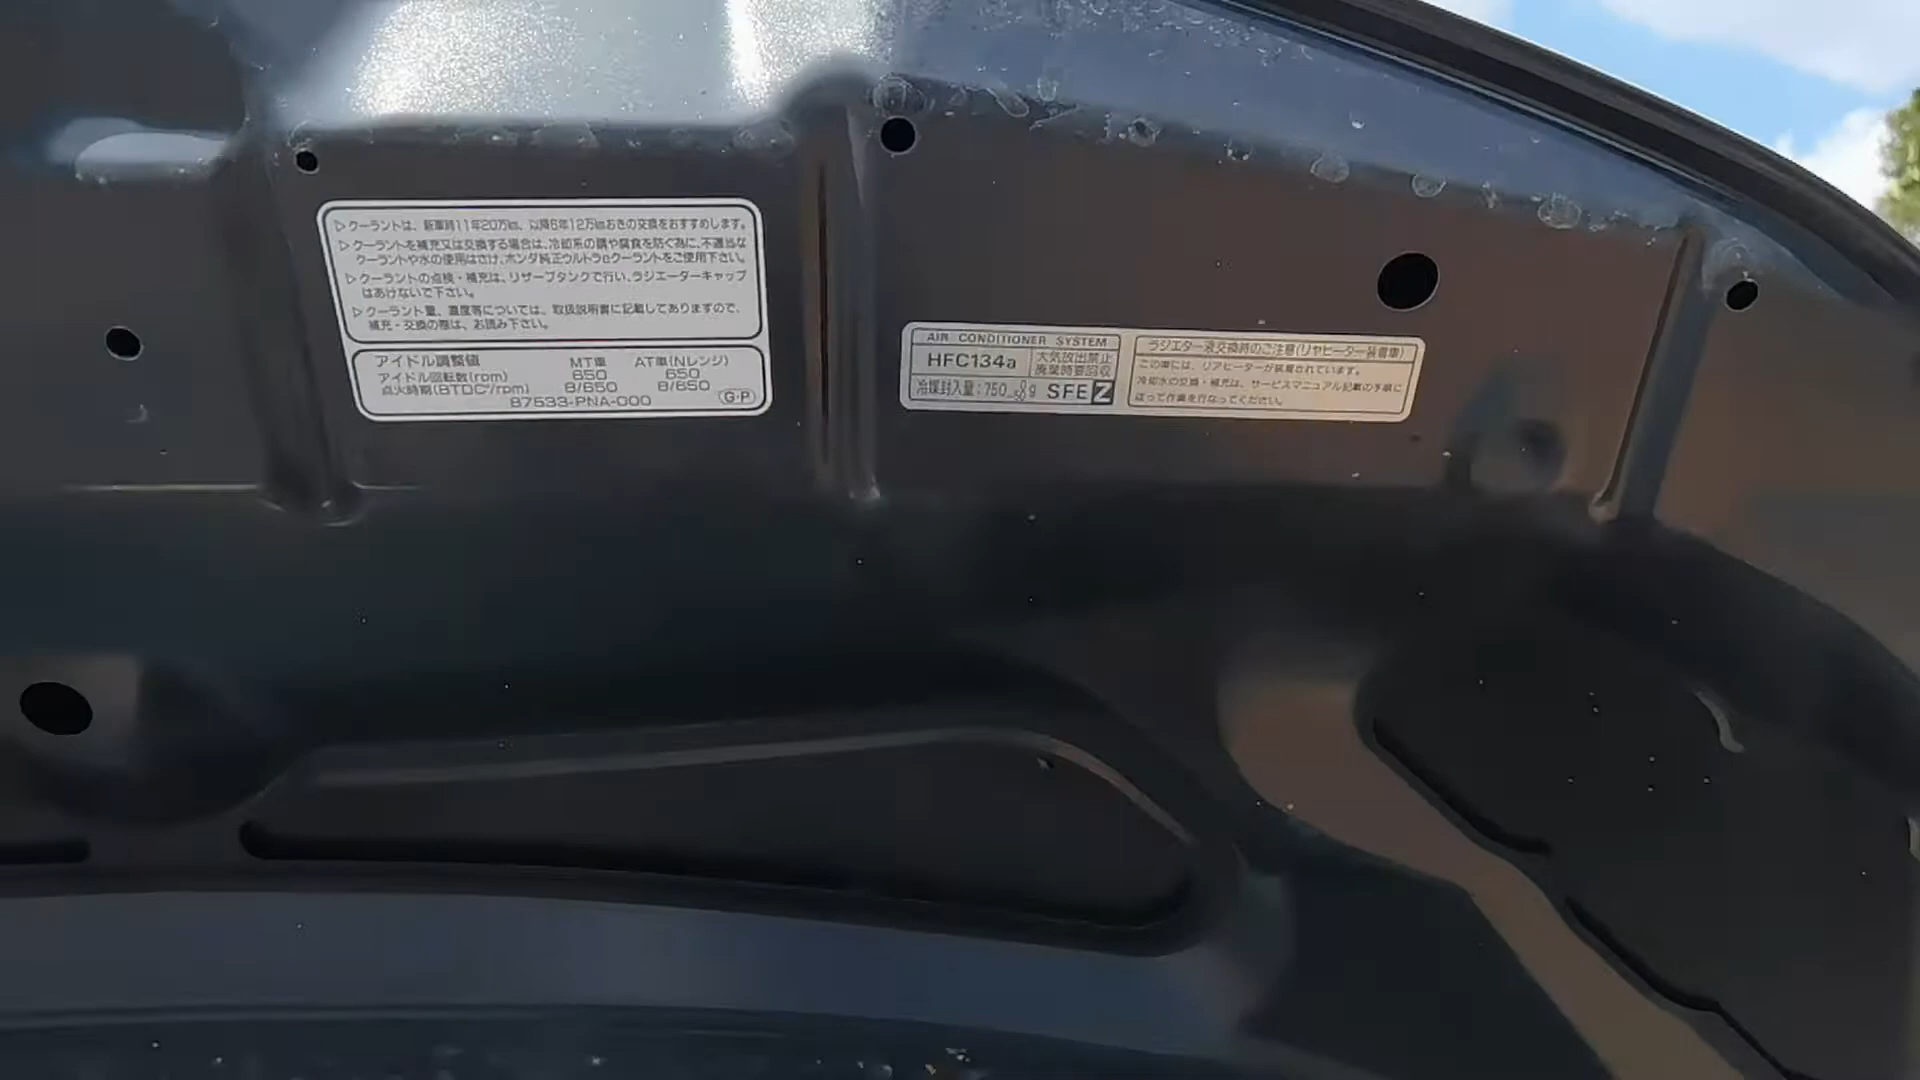 ▷クーラントは、新車時11年20万㎞、以降6年12万㎞おきの交換をおすすめします。
▷クーラントを補充又は交換する場合は、冷却系の錆や腐食を防ぐ為に、不適当な
クーラントや水の使用はさけ、ホンダ純正ウルトラeクーラントをご使用下さい。
▷クーラントの点検・補充は、リザーブタンクで行い、ラジエーターキャップ
はあけないで下さい。
▷クーラント量、濃度等については、取扱説明書に記載してありますので、
補充・交換の際は、お読み下さい。
アイドル調整値 MT車 AT車(Nレンジ)
アイドル回転数(rpm) 650 650
点火時期(BTDC°/rpm) 8/650 8/650
87533-PNA-000 G・P
AIR CONDITIONER SYSTEM
HFC134a 大気放出禁止
廃棄時要回収
冷媒封入量:750 0 -50 g SFE Z
ラジエター液交換時のご注意(リヤヒーター装着車)
この車には、リアヒーターが装着されています。
冷却水の交換・補充は、サービスマニュアル記載の手順に
従って作業を行なってください。